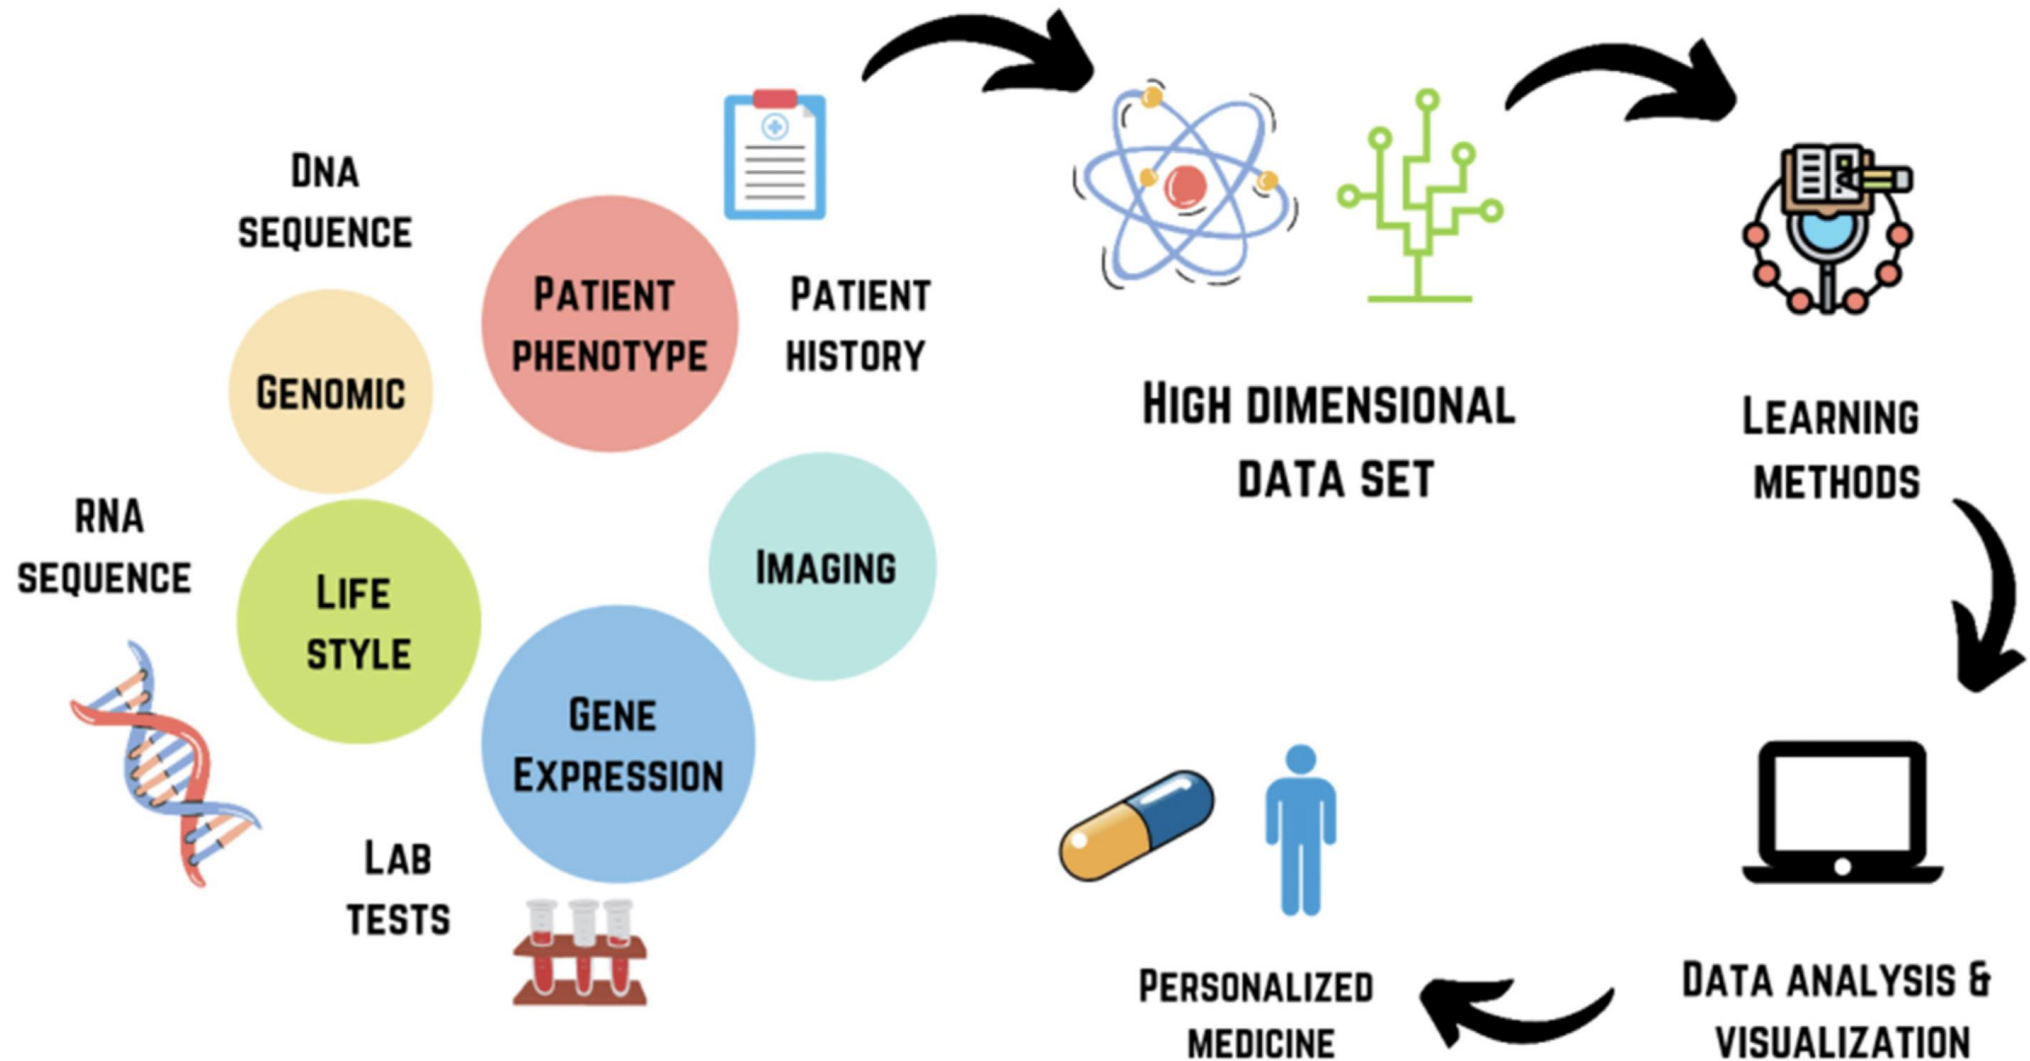 DNA
SEQUENCE
GENOMIC
PATIENT
PHENOTYPE
PATIENT
HISTORY
RNA
SEQUENCE
LIFE
STYLE
IMAGING
GENE
EXPRESSION
LAB
TESTS
HIGH DIMENSIONAL
DATA SET
LEARNING
METHODS
DATA ANALYSIS &
VISUALIZATION
PERSONALIZED
MEDICINE